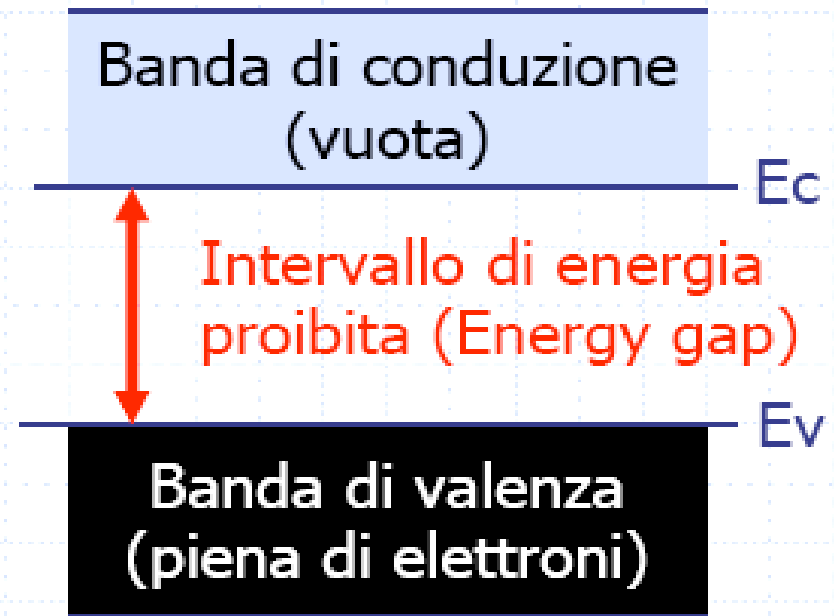 Banda di conduzione
(vuota)
Ec
Intervallo di energia
proibita (Energy gap)
Ev
Banda di valenza
(piena di elettroni)